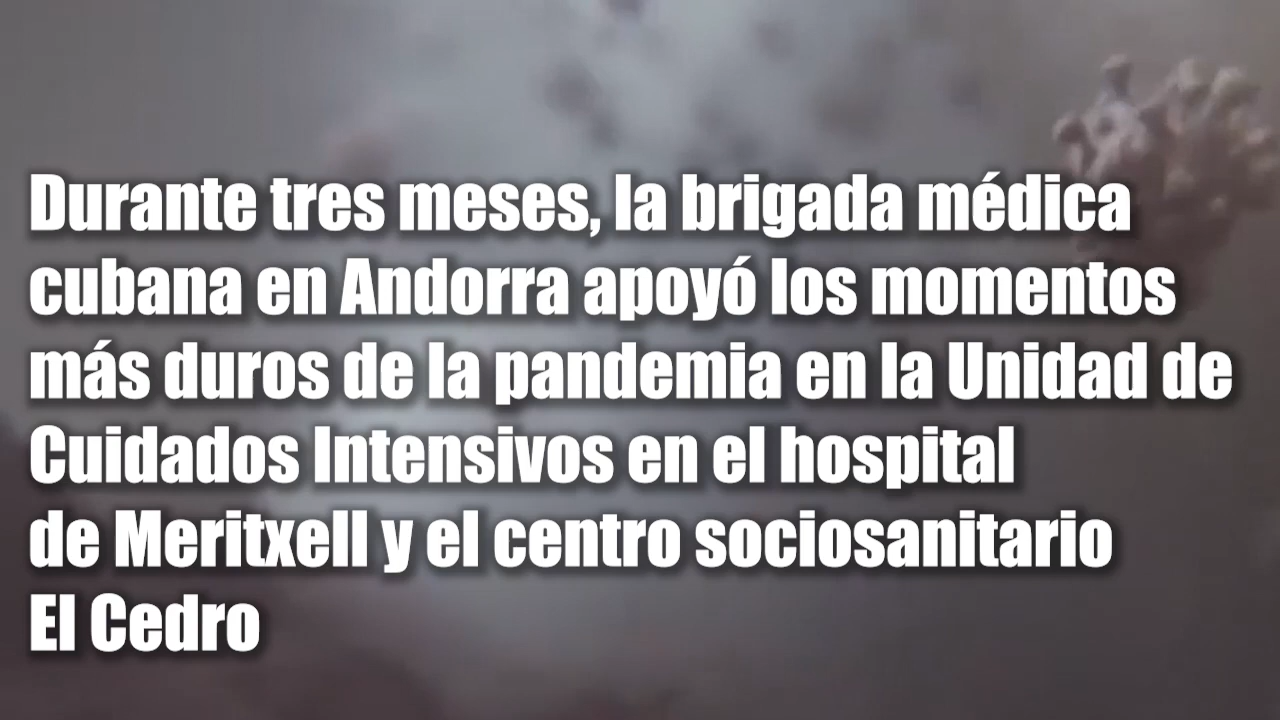 Durante tres meses, la brigada médica
cubana en Andorra apoyó los momentos
más duros de la pandemia en la Unidad de
Cuidados Intensivos en el hospital
de Meritxell y el centro sociosanitario
El Cedro